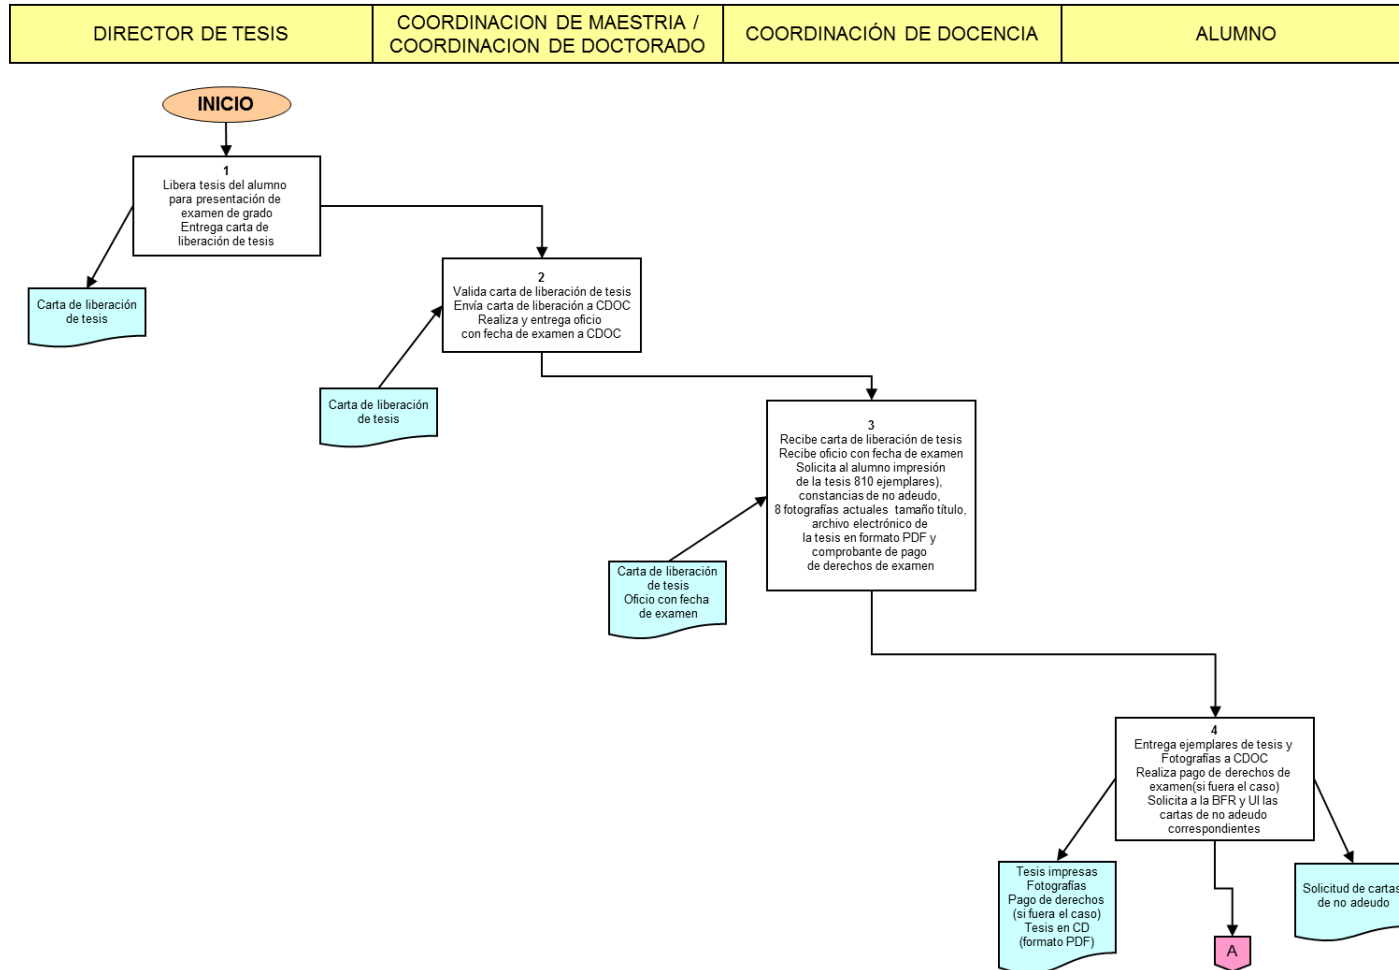 DIRECTOR DE TESIS
COORDINACION DE MAESTRIA /
COORDINACION DE DOCTORADO
COORDINACIÓN DE DOCENCIA
ALUMNO
INICIO
1
Libera tesis del alumno
para presentación de
examen de grado
Entrega carta de
liberación de tesis
Carta de liberación
de tesis
2
Valida carta de liberación de tesis
Envía carta de liberación a CDOC
Realiza y entrega oficio
con fecha de examen a CDOC
Carta de liberación
de tesis
3
Recibe carta de liberación de tesis
Recibe oficio con fecha de examen
Solicita al alumno impresión
de la tesis 810 ejemplares),
constancias de no adeudo,
8 fotografías actuales tamaño título,
archivo electrónico de
la tesis en formato PDF y
comprobante de pago
de derechos de examen
Carta de liberación
de tesis
Oficio con fecha
de examen
4
Entrega ejemplares de tesis y
Fotografías a CDOC
Realiza pago de derechos de
examen(si fuera el caso)
Solicita a la BFR y UI las
cartas de no adeudo
correspondientes
Tesis impresas
Fotografías
Pago de derechos
(si fuera el caso)
Tesis en CD
(formato PDF)
Solicitud de cartas
de no adeudo
A